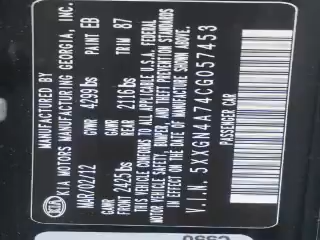 MANUFACTURED BY
KIA MOTORS MANUFACTURING GEORGIA, INC.
MAR/02/12 GVWR 4299 lbs PAINT EB
GAWR FRONT 2425 lbs GAWR REAR 2116 lbs TRIM 87
THIS VEHICLE CONFORMS TO ALL APPLICABLE U.S.A. FEDERAL
MOTOR VEHICLE SAFETY AND THEFT PREVENTION STANDARDS
IN EFFECT ON THE DATE OF MANUFACTURE SHOWN ABOVE.
V.I.N. 5XXGN4A74CG057453
PASSENGER CAR
KIA